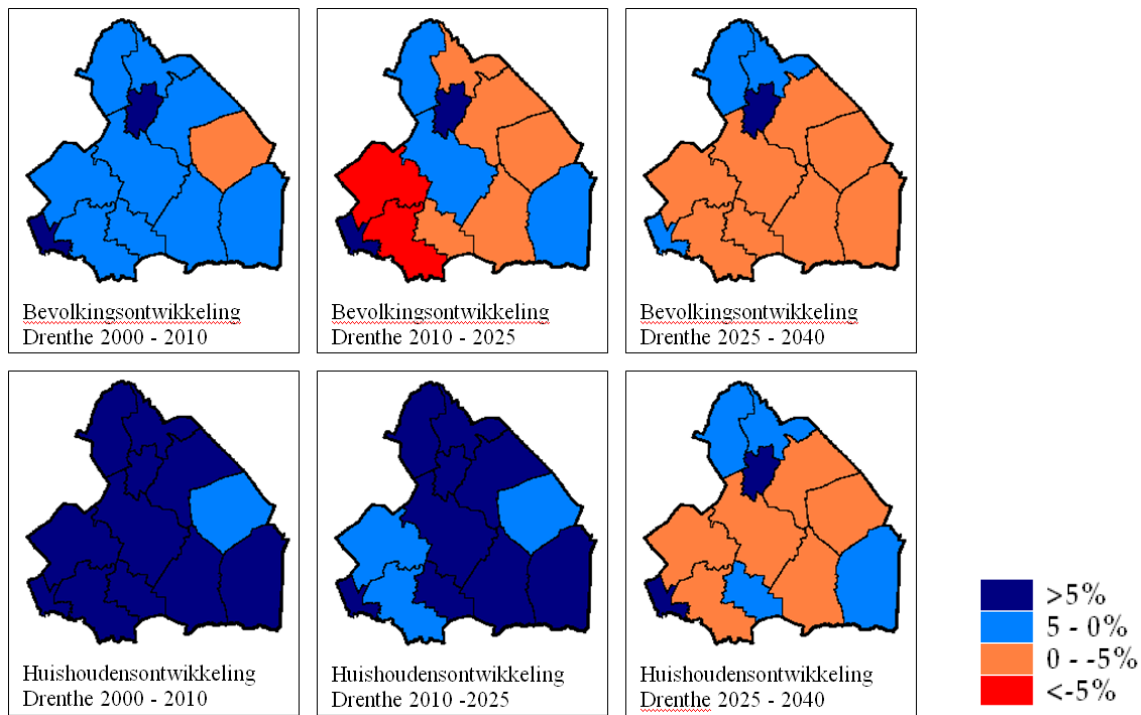 Bevolkingsontwikkeling
Drenthe 2000 - 2010
Bevolkingsontwikkeling
Drenthe 2010 - 2025
Bevolkingsontwikkeling
Drenthe 2025 - 2040
Huishoudensontwikkeling
Drenthe 2000 - 2010
Huishoudensontwikkeling
Drenthe 2010 -2025
Huishoudensontwikkeling
Drenthe 2025 - 2040
>5%
5 - 0%
0 - -5%
<-5%